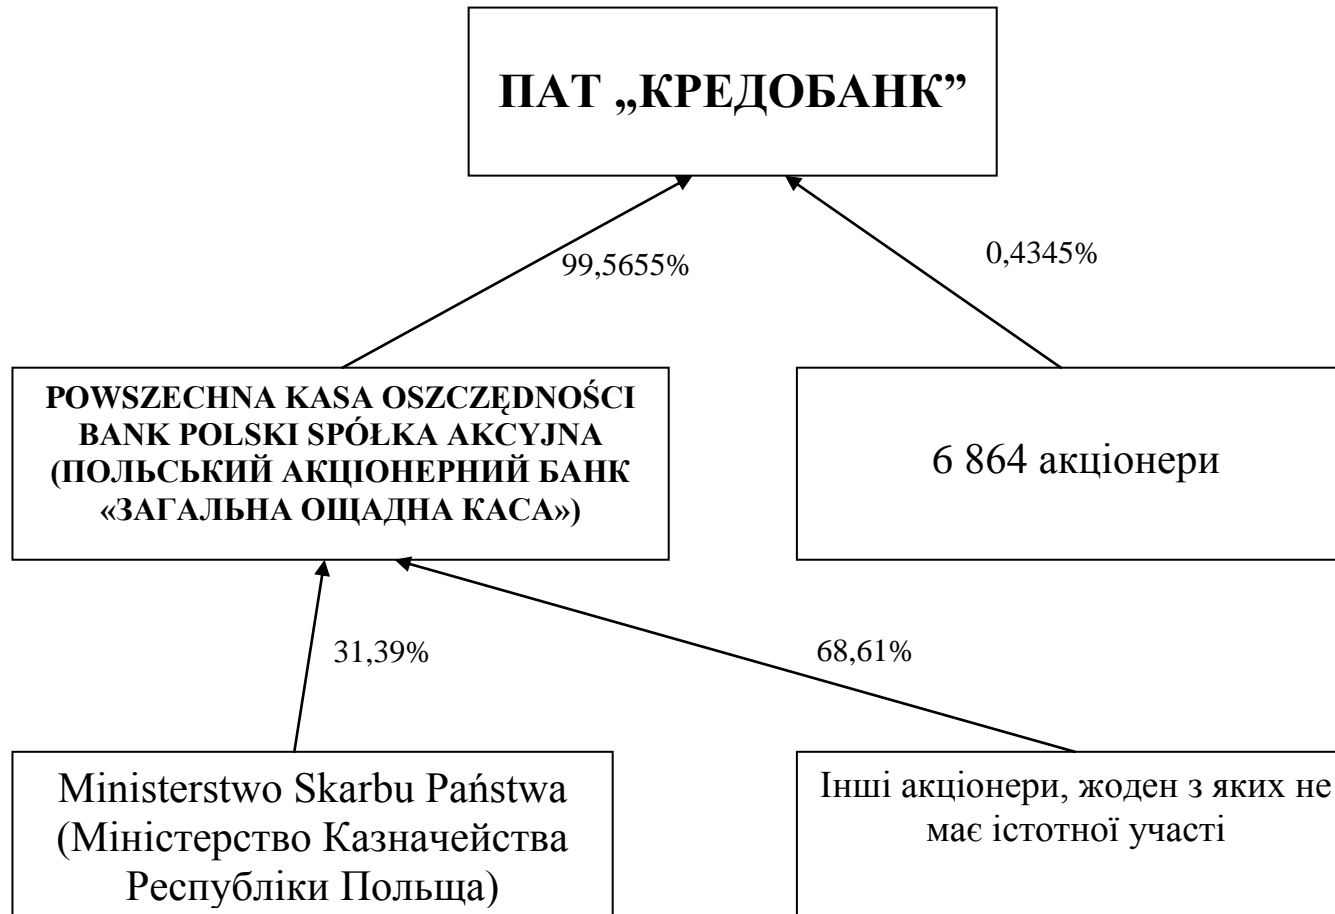 ПАТ „КРЕДОБАНК”
99,5655%
0,4345%
POWSZECHNA KASA OSZCZĘDNOŚCI
BANK POLSKI SPÓŁKA AKCYJNA
(ПОЛЬСЬКИЙ АКЦІОНЕРНИЙ БАНК
«ЗАГАЛЬНА ОЩАДНА КАСА»)
6 864 акціонери
31,39%
68,61%
Ministerstwo Skarbu Państwa
(Міністерство Казначейства
Республіки Польща)
Інші акціонери, жоден з яких не
має істотної участі